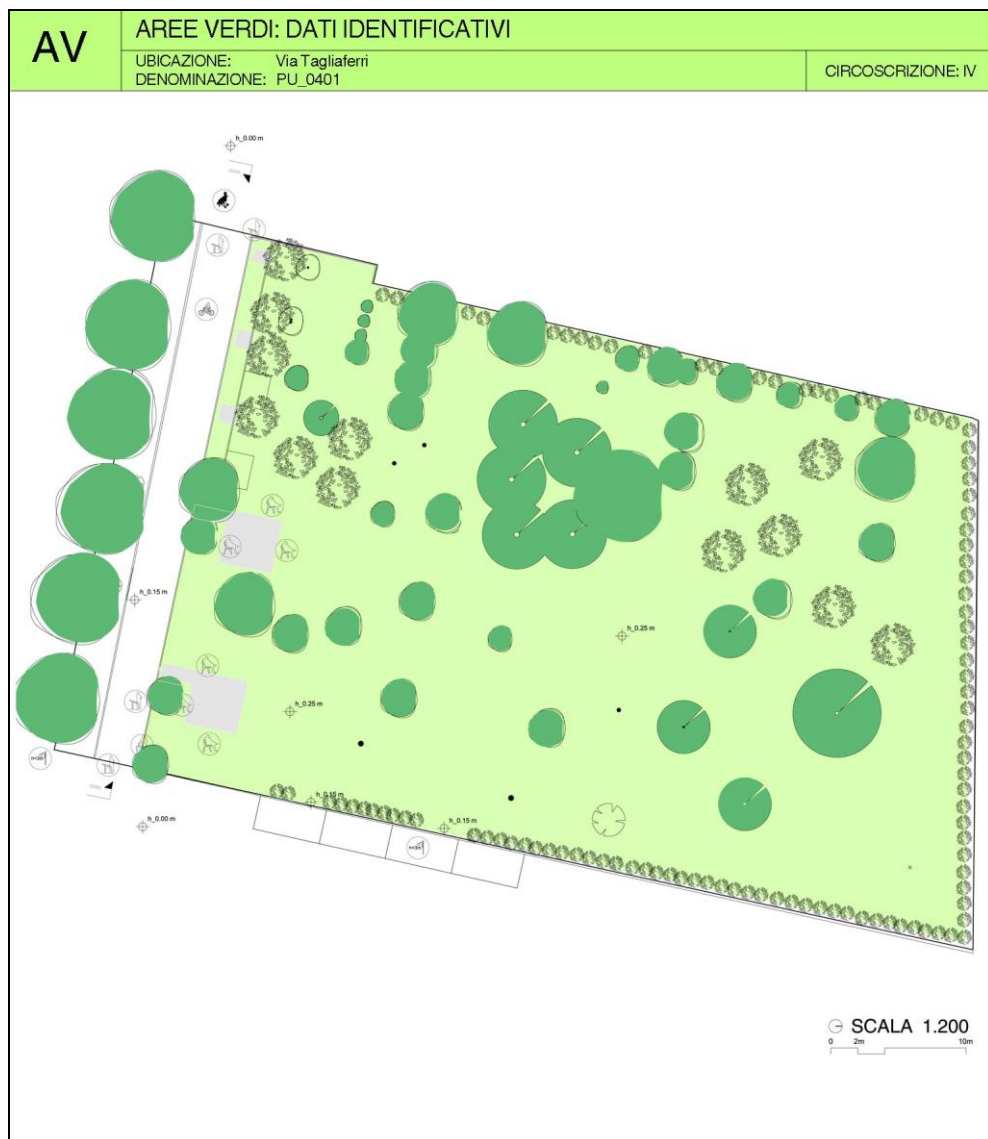 AV
AREE VERDI: DATI IDENTIFICATIVI
UBICAZIONE: Via Tagliaferri
DENOMINAZIONE: PU_0401
CIRCOSCRIZIONE: IV
h_0.00 m
h_0.15 m
h_0.25 m
h_0.25 m
h_0.15 m
h_0.15 m
h_0.00 m
SCALA 1.200
0 2m 10m